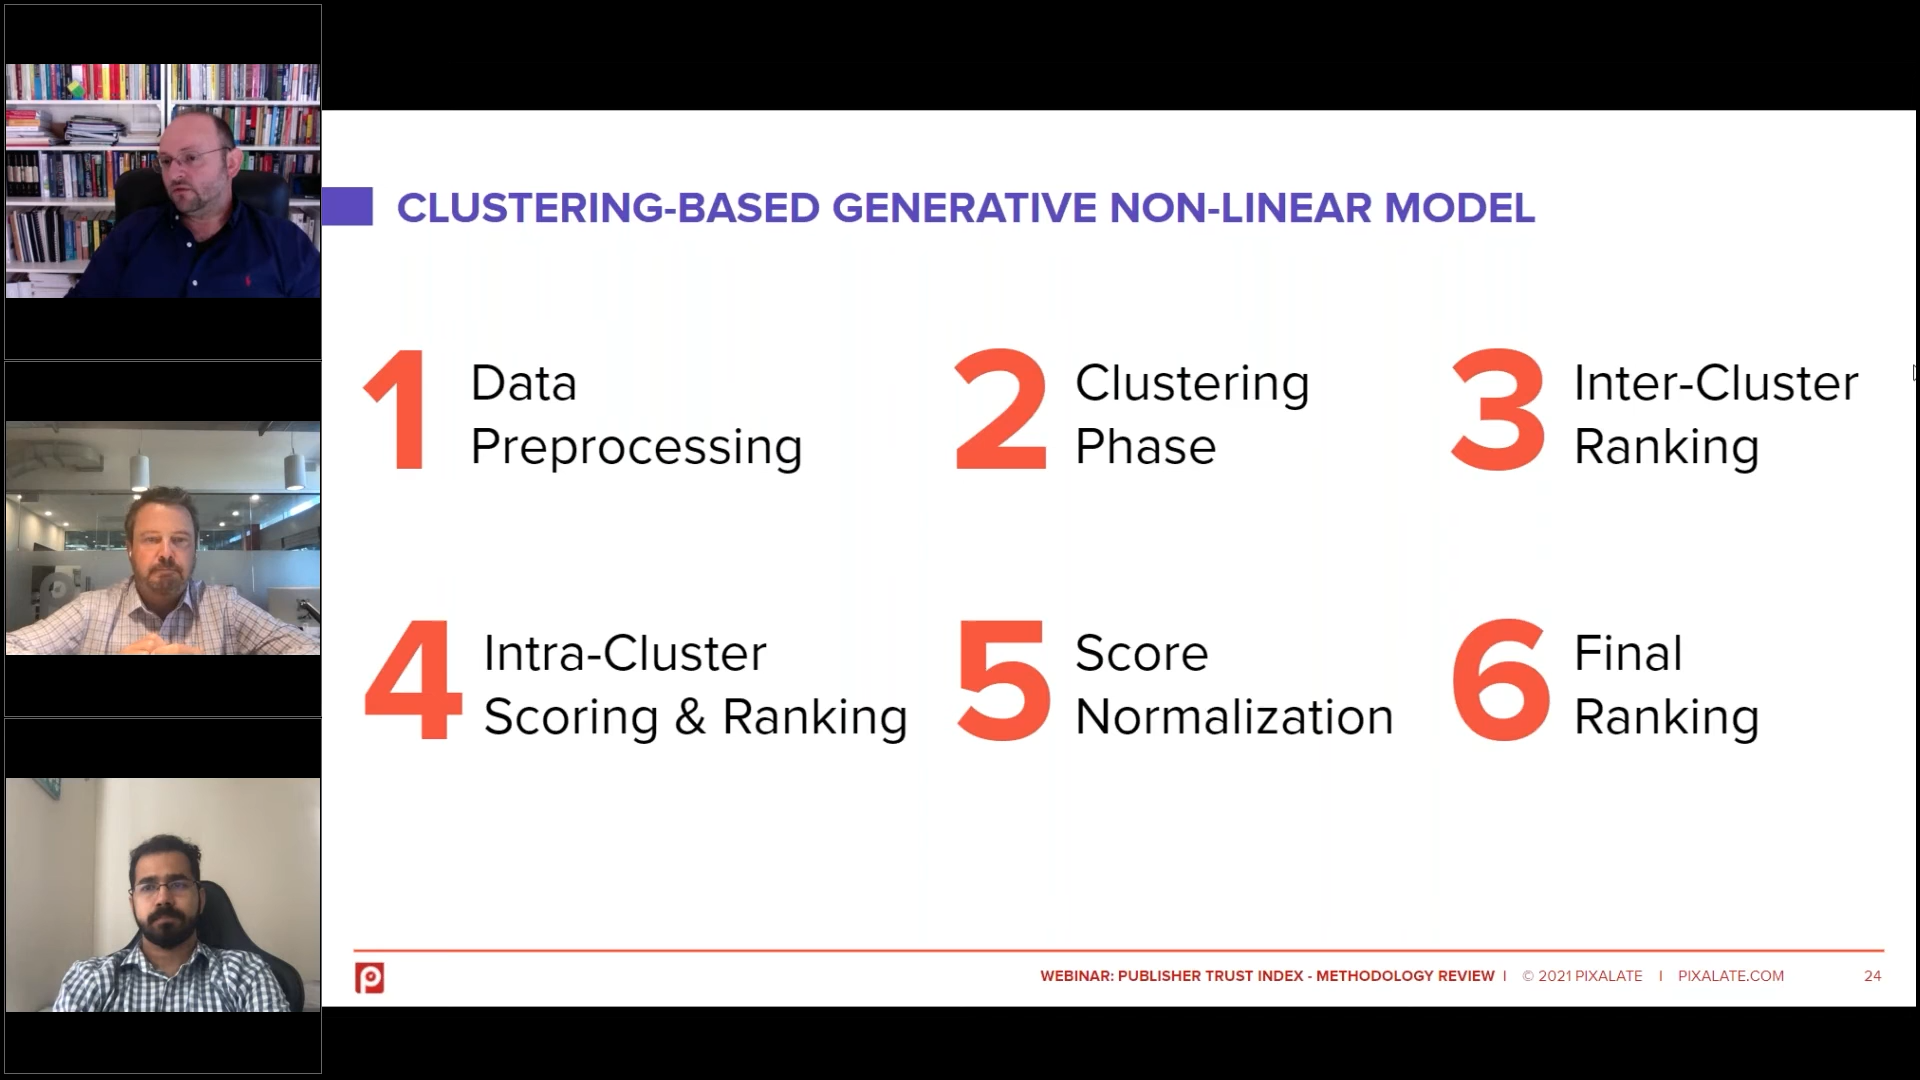 CLUSTERING-BASED GENERATIVE NON-LINEAR MODEL
1 Data
Preprocessing
2 Clustering
Phase
3 Inter-Cluster
Ranking
4 Intra-Cluster
Scoring & Ranking
5 Score
Normalization
6 Final
Ranking
WEBINAR: PUBLISHER TRUST INDEX - METHODOLOGY REVIEW | © 2021 PIXALATE | PIXALATE.COM 24